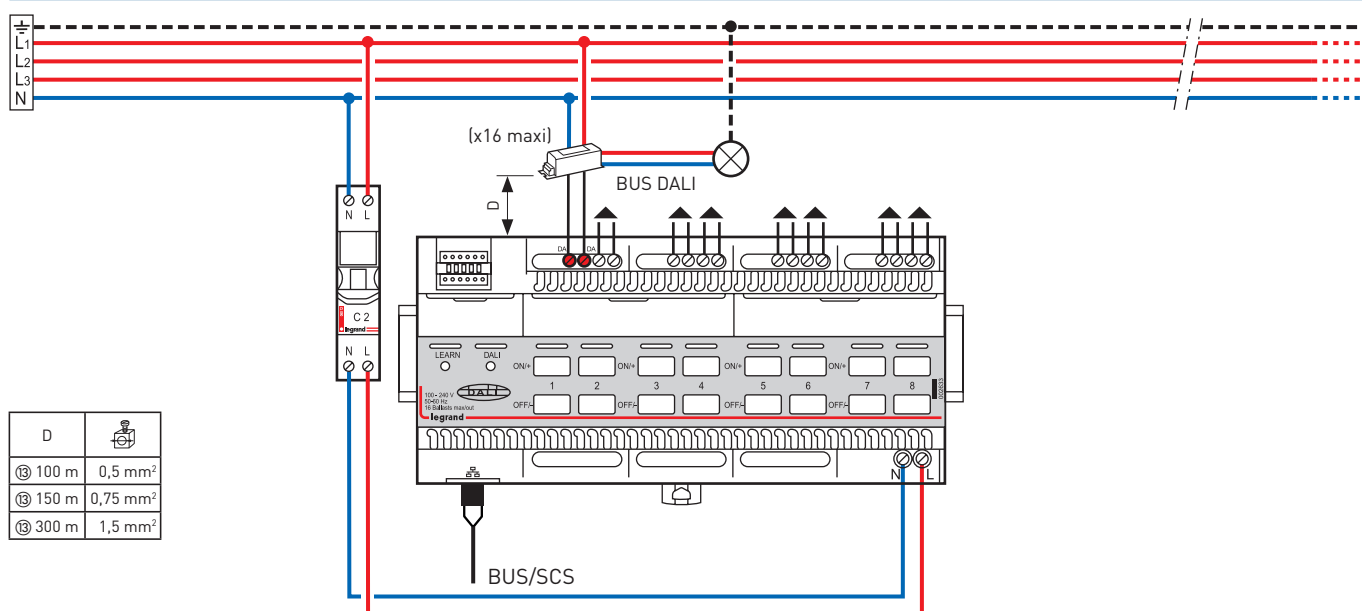 L1
L2
L3
N
(x16 maxi)
BUS DALI
D
N L
C 2
legrand
N L
DA DA
LEARN DALI
ON/+ ON/+ ON/+ ON/+
1 2 3 4 5 6 7 8
OFF/- OFF/- OFF/- OFF/-
DALI
100 - 240 V
50-60 Hz
16 Ballasts max/out
legrand
002633
N L
BUS/SCS
D
⑬ 100 m 0,5 mm²
⑬ 150 m 0,75 mm²
⑬ 300 m 1,5 mm²